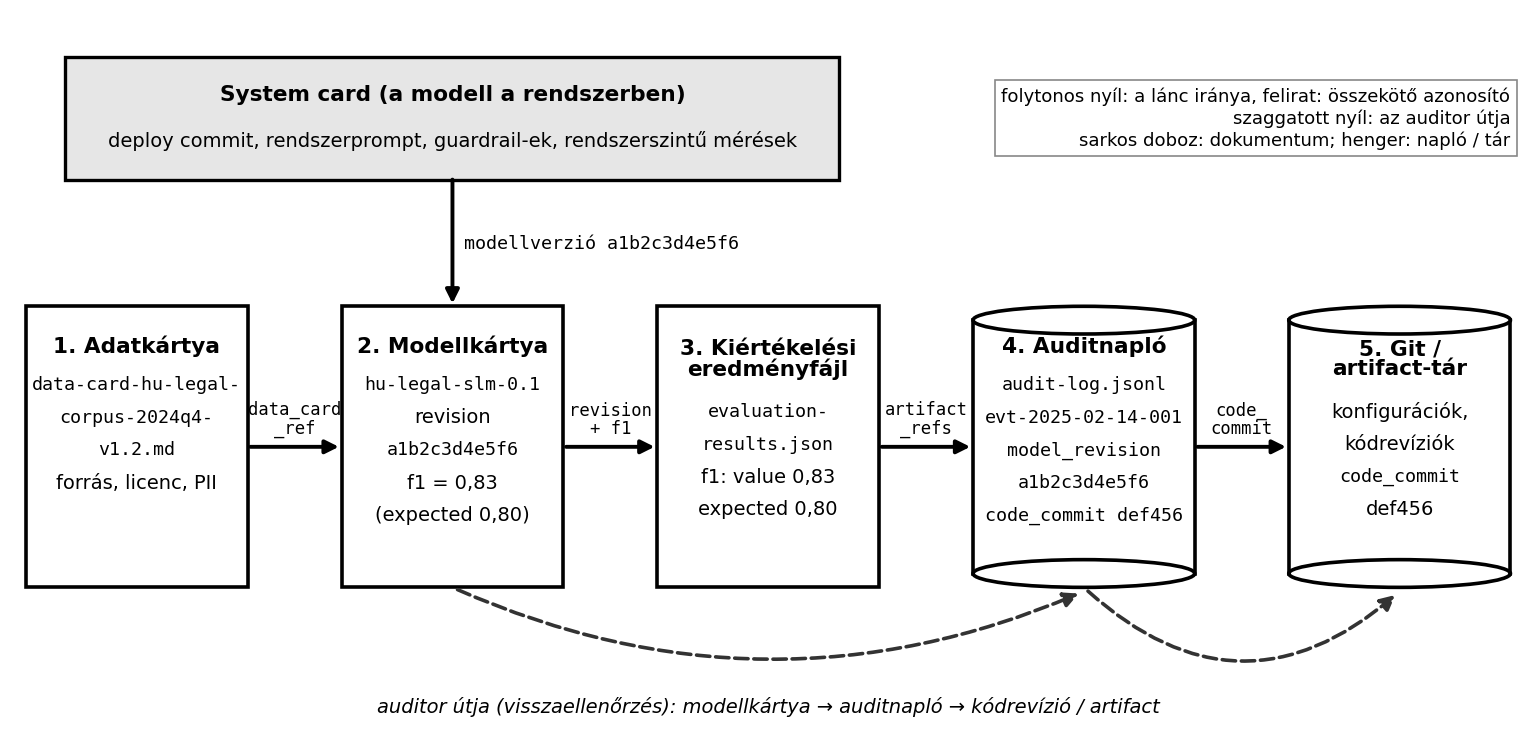 System card (a modell a rendszerben)
deploy commit, rendszerprompt, guardrail-ek, rendszerszintű mérések
folytonos nyíl: a lánc iránya, felirat: összekötő azonosító
szaggatott nyíl: az auditor útja
sarkos doboz: dokumentum; henger: napló / tár
modellverzió a1b2c3d4e5f6
1. Adatkártya
data-card-hu-legal-
corpus-2024q4-
v1.2.md
forrás, licenc, PII
data_card
_ref
2. Modellkártya
hu-legal-slm-0.1
revision
a1b2c3d4e5f6
f1 = 0,83
(expected 0,80)
revision
+ f1
3. Kiértékelési
eredményfájl
evaluation-
results.json
f1: value 0,83
expected 0,80
artifact
_refs
4. Auditnapló
audit-log.jsonl
evt-2025-02-14-001
model_revision
a1b2c3d4e5f6
code_commit def456
code_
commit
5. Git /
artifact-tár
konfigurációk,
kódrevíziók
code_commit
def456
auditor útja (visszaellenőrzés): modellkártya → auditnapló → kódrevízió / artifact